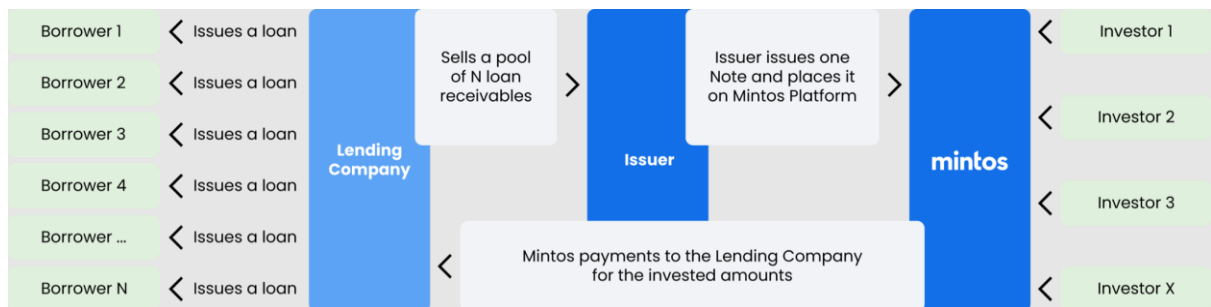 Borrower 1
Issues a loan
Borrower 2
Issues a loan
Borrower 3
Issues a loan
Borrower 4
Issues a loan
Borrower ...
Issues a loan
Borrower N
Issues a loan
Lending
Company
Sells a pool
of N loan
receivables
Issuer
Issuer issues one
Note and places it
on Mintos Platform
mintos
Mintos payments to the Lending Company
for the invested amounts
Investor 1
Investor 2
Investor 3
Investor X